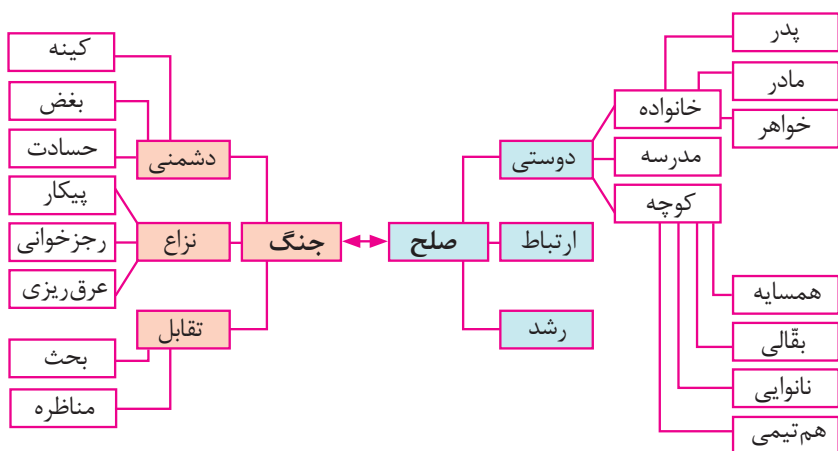 پدر
مادر
خواهر
خانواده
مدرسه
کوچه
همسایه
بقّالی
نانوایی
هم‌تیمی
دوستی
ارتباط
رشد
صلح
جنگ
دشمنی
نزاع
تقابل
کینه
بغض
حسادت
پیکار
رجزخوانی
عرق‌ریزی
بحث
مناظره